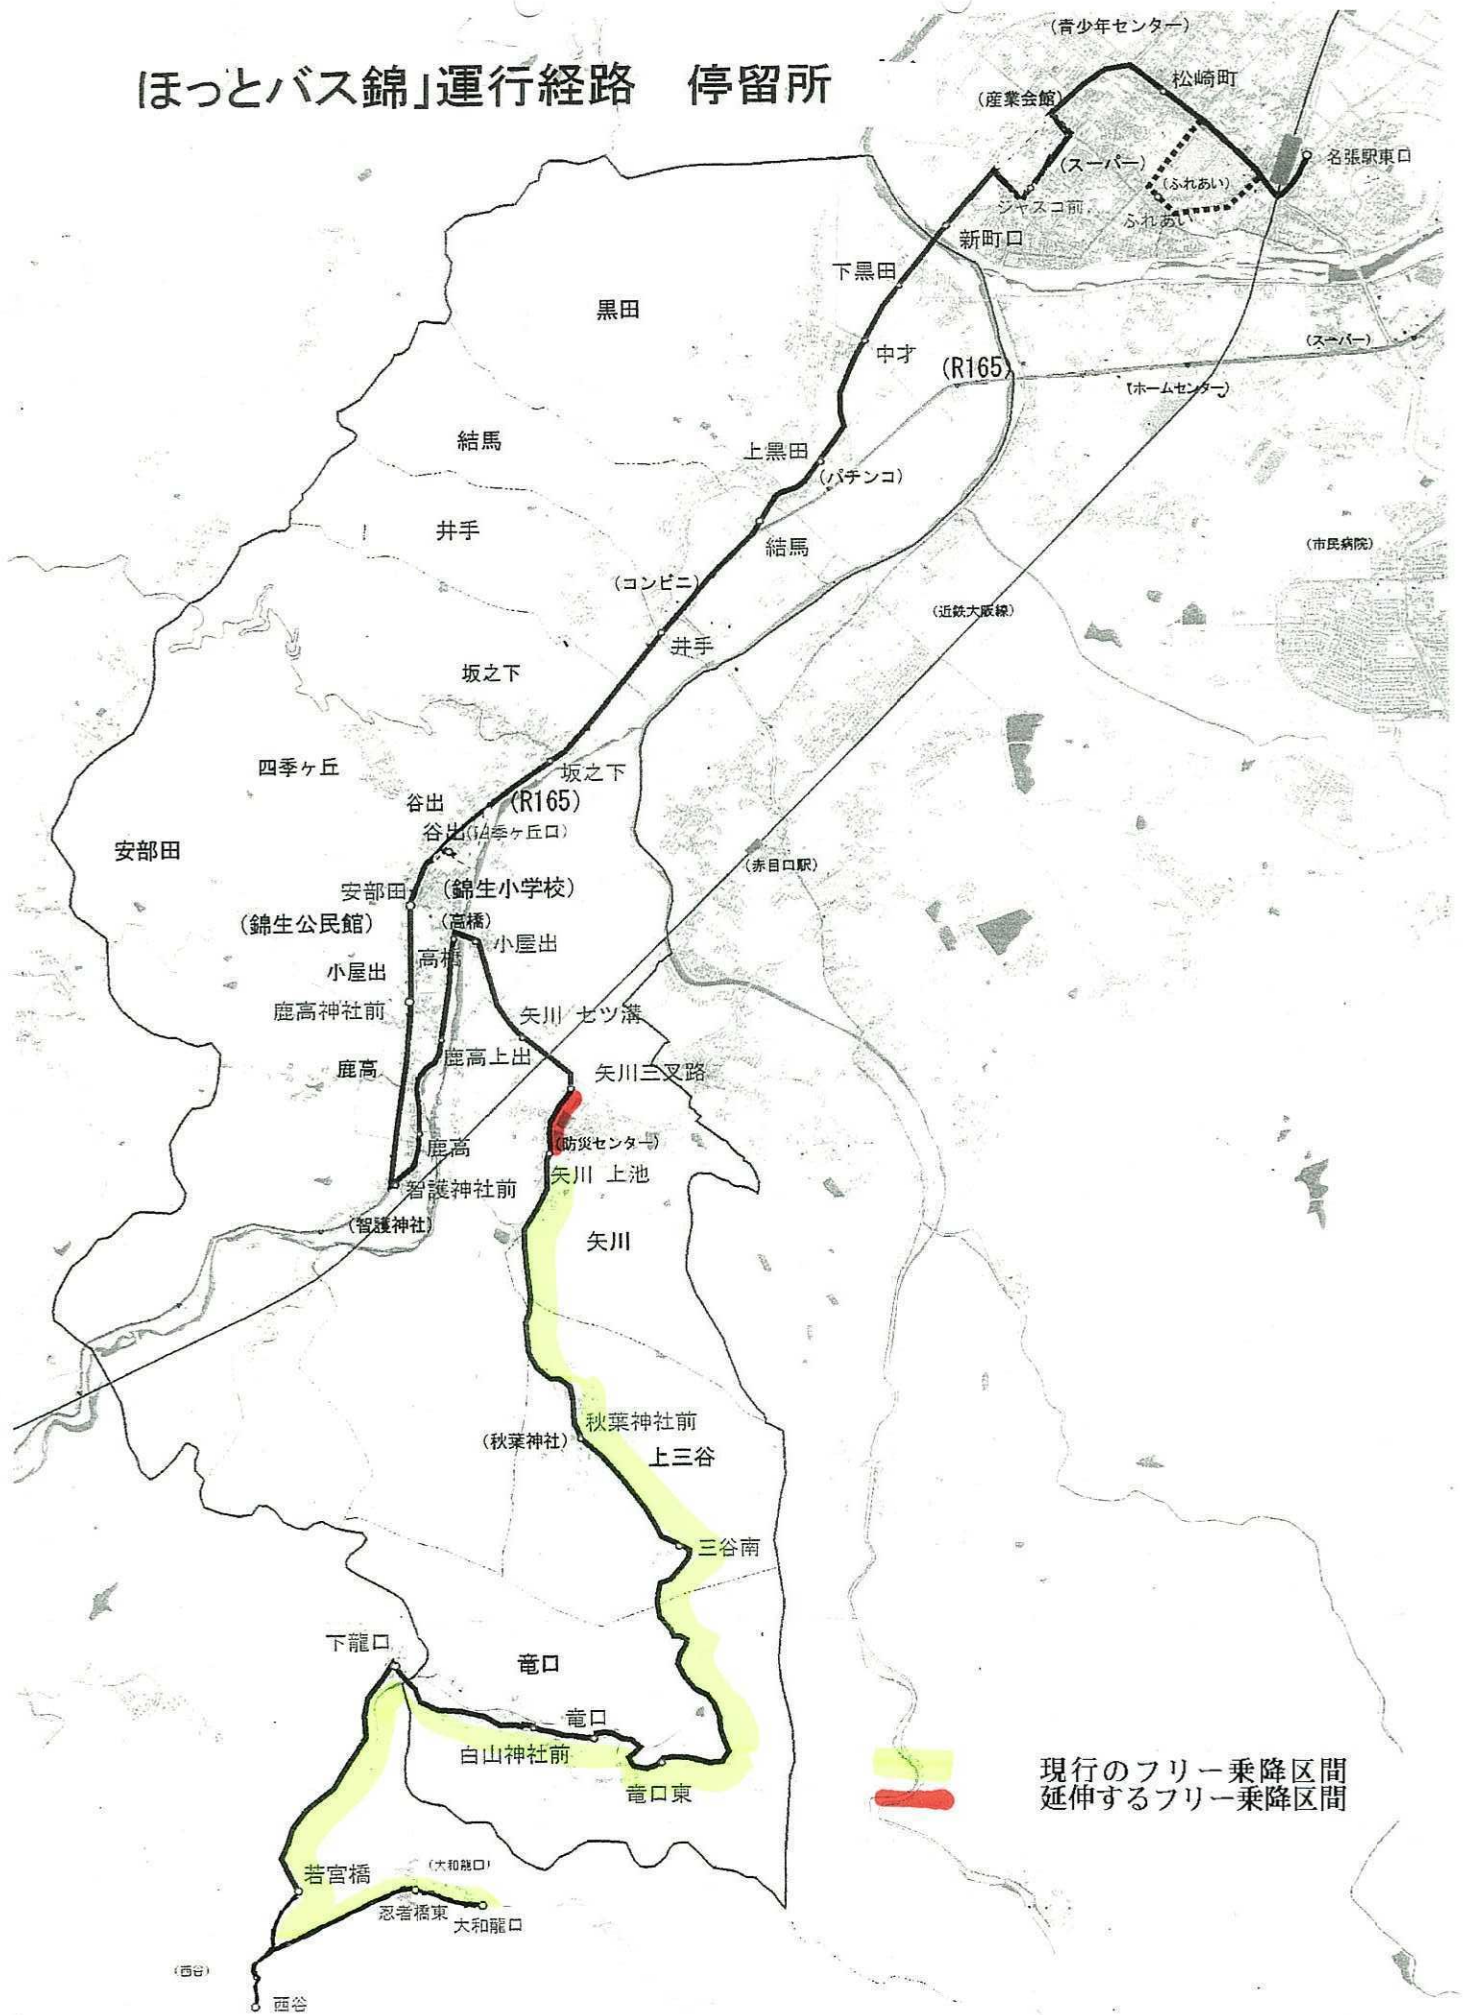 ほっとバス錦」運行経路 停留所
(青少年センター)
松崎町
(産業会館)
名張駅東口
(スーパー)
(ふれあい)
ジャスコ前
ふれあい
新町口
下黒田
黒田
中才
(R165)
(スーパー)
(ホームセンター)
結馬
上黒田
(パチンコ)
井手
結馬
(市民病院)
(コンビニ)
(近鉄大阪線)
井手
坂之下
四季ヶ丘
坂之下
谷出
(R165)
谷出(四季ヶ丘口)
安部田
(赤目口駅)
安部田
(錦生小学校)
(錦生公民館)
(高橋)
小屋出
高橋
小屋出
鹿高神社前
矢川 七ツ溝
鹿高上出
鹿高
矢川三叉路
(防災センター)
鹿高
矢川 上池
智護神社前
(智護神社)
矢川
秋葉神社前
(秋葉神社)
上三谷
三谷南
下龍口
竜口
竜口
白山神社前
竜口東
現行のフリー乗降区間
延伸するフリー乗降区間
若宮橋
(大和龍口)
忍者橋東
大和龍口
(西谷)
西谷